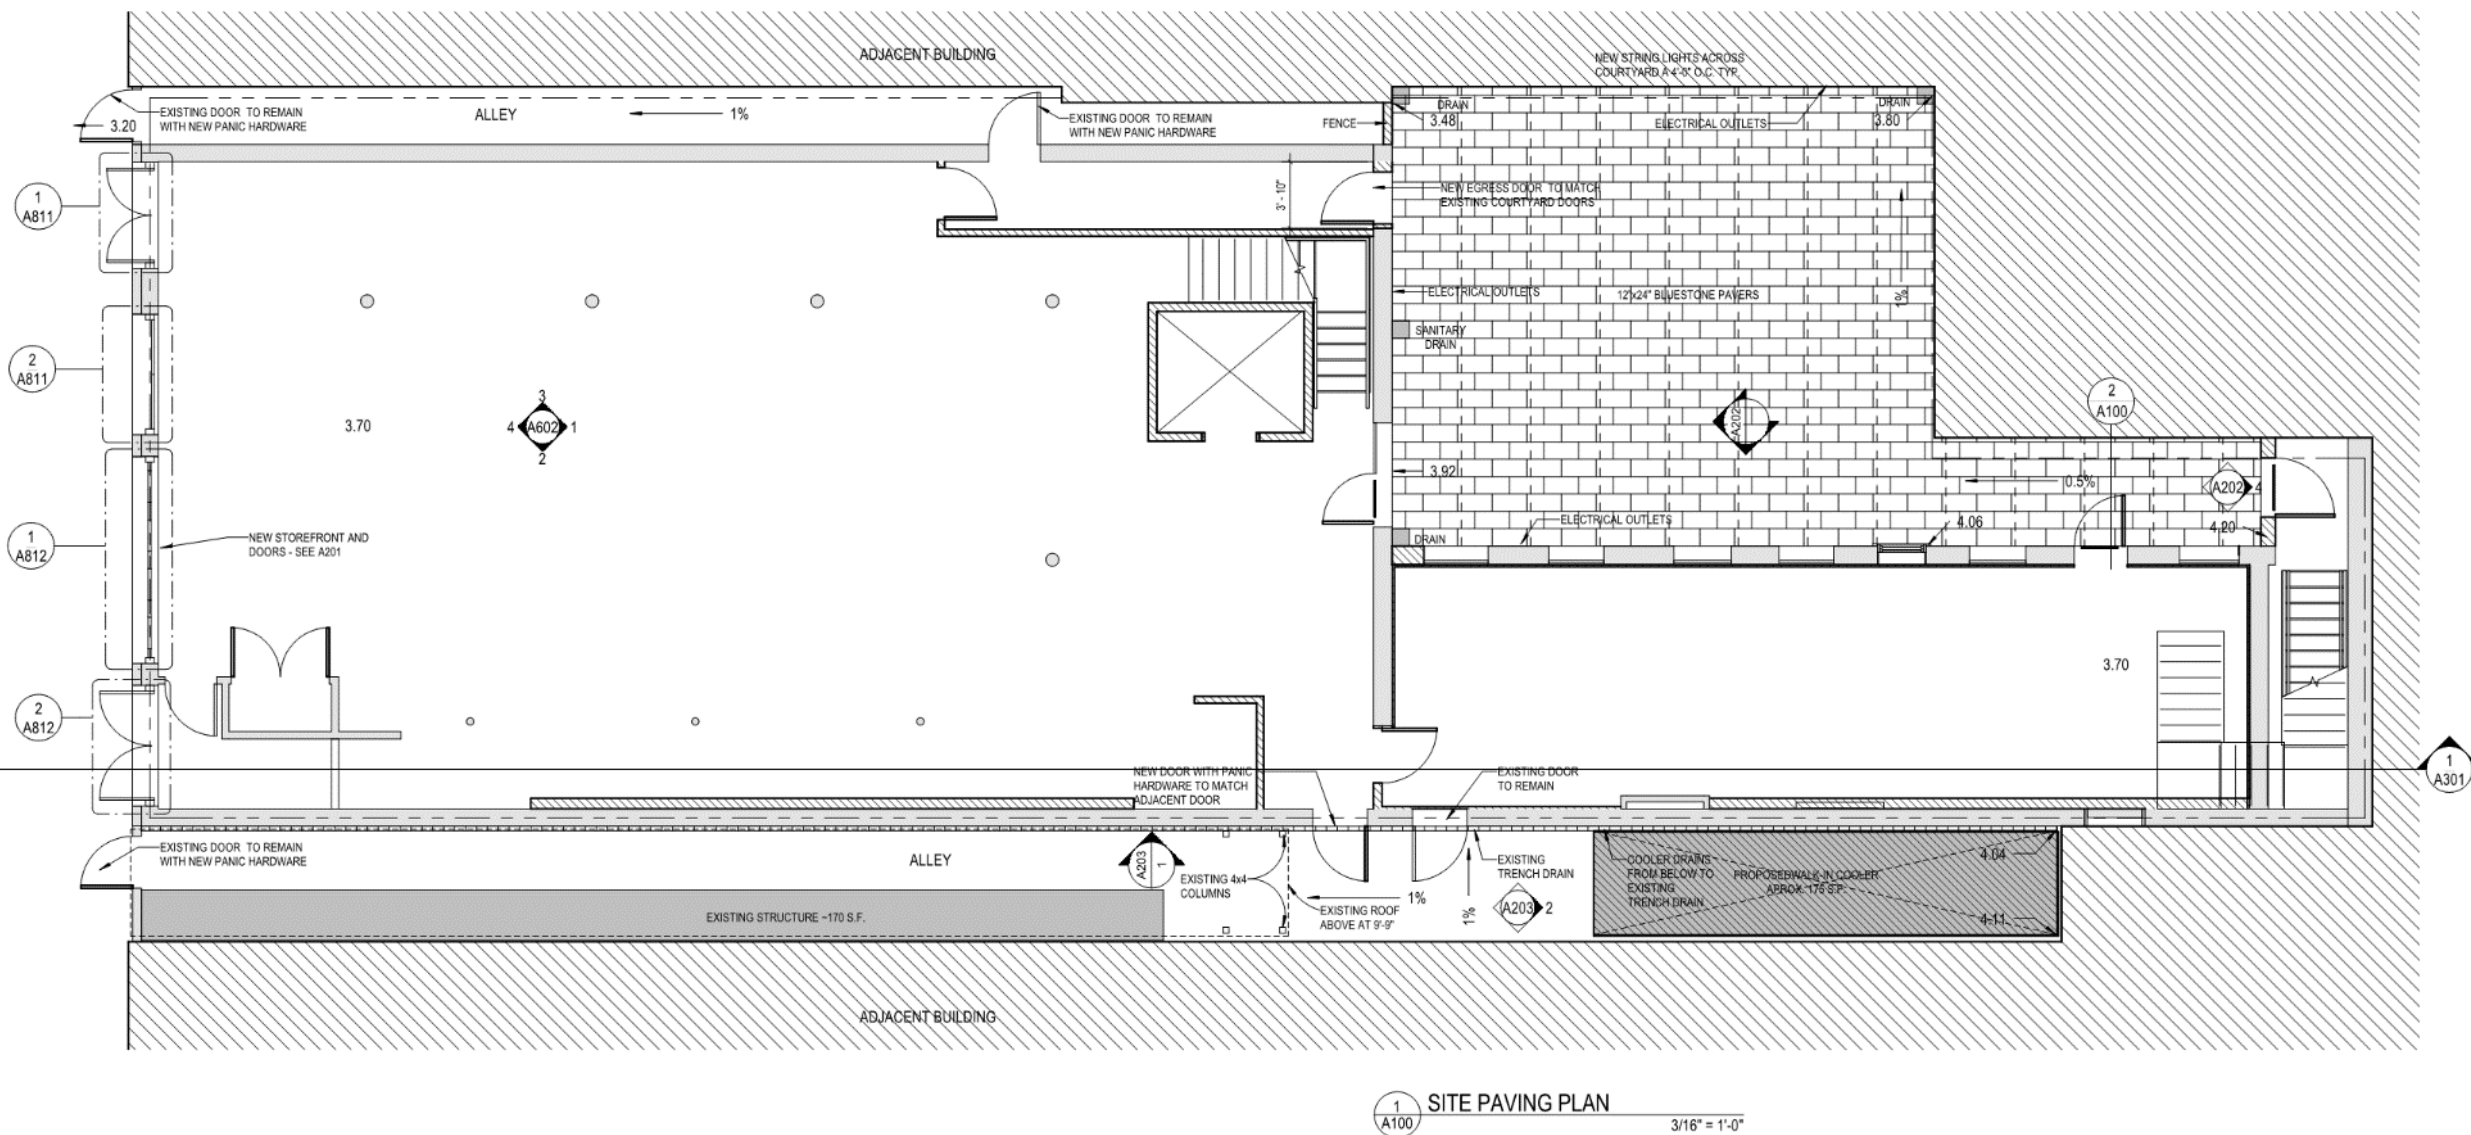 ADJACENT BUILDING
NEW STRING LIGHTS ACROSS
COURTYARD A 4'-0" O.C. TYP.
EXISTING DOOR TO REMAIN
WITH NEW PANIC HARDWARE
3.20
ALLEY
1%
EXISTING DOOR TO REMAIN
WITH NEW PANIC HARDWARE
FENCE
DRAIN
3.48
ELECTRICAL OUTLETS
DRAIN
3.80
1
A811
3'-10"
NEW EGRESS DOOR TO MATCH
EXISTING COURTYARD DOORS
1%
ELECTRICAL OUTLETS
12"x24" BLUESTONE PAVERS
SANITARY
DRAIN
2
A811
3.70
3
4
A602
1
2
A202
2
A100
3.92
0.5%
A202
4
ELECTRICAL OUTLETS
4.06
4.20
DRAIN
1
A812
NEW STOREFRONT AND
DOORS - SEE A201
3.70
2
A812
NEW DOOR WITH PANIC
HARDWARE TO MATCH
ADJACENT DOOR
EXISTING DOOR
TO REMAIN
1
A301
EXISTING DOOR TO REMAIN
WITH NEW PANIC HARDWARE
ALLEY
A203
1
EXISTING 4x4
COLUMNS
EXISTING
TRENCH DRAIN
COOLER DRAINS
FROM BELOW TO
EXISTING
TRENCH DRAIN
PROPOSEDWALK-IN COOLER
APROX. 175 S.F.
4.04
4.11
EXISTING STRUCTURE ~170 S.F.
1%
EXISTING ROOF
ABOVE AT 9'-9"
1%
A203
2
ADJACENT BUILDING
1
A100
SITE PAVING PLAN
3/16" = 1'-0"